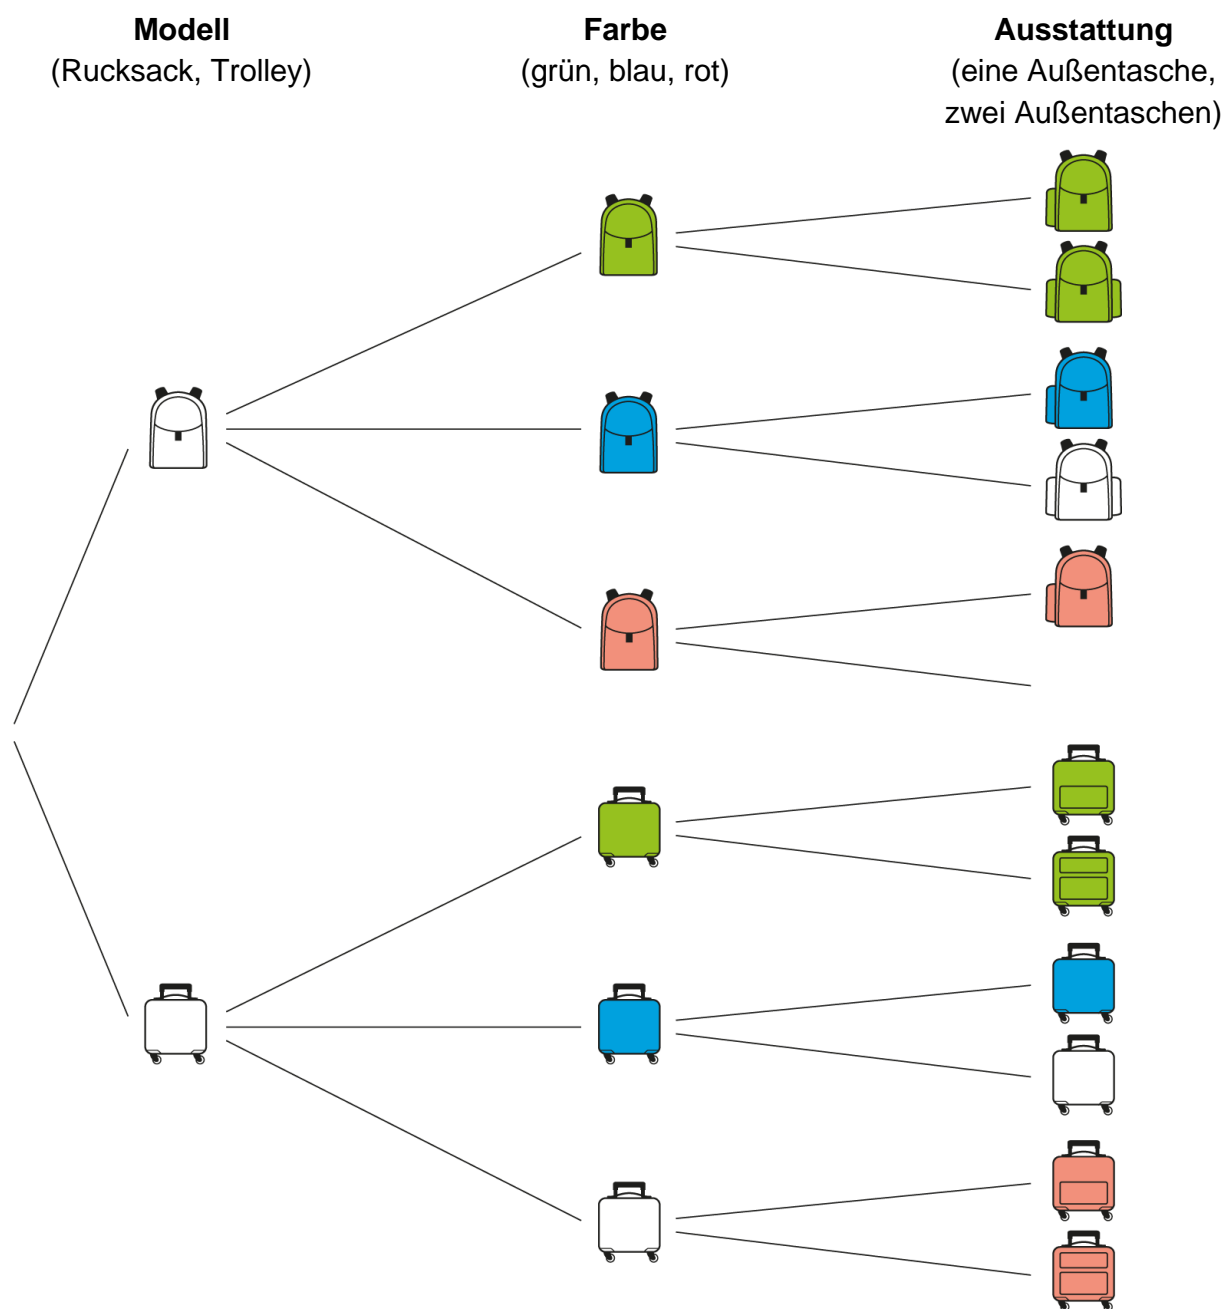 Modell
(Rucksack, Trolley)
Farbe
(grün, blau, rot)
Ausstattung
(eine Außentasche,
zwei Außentaschen)